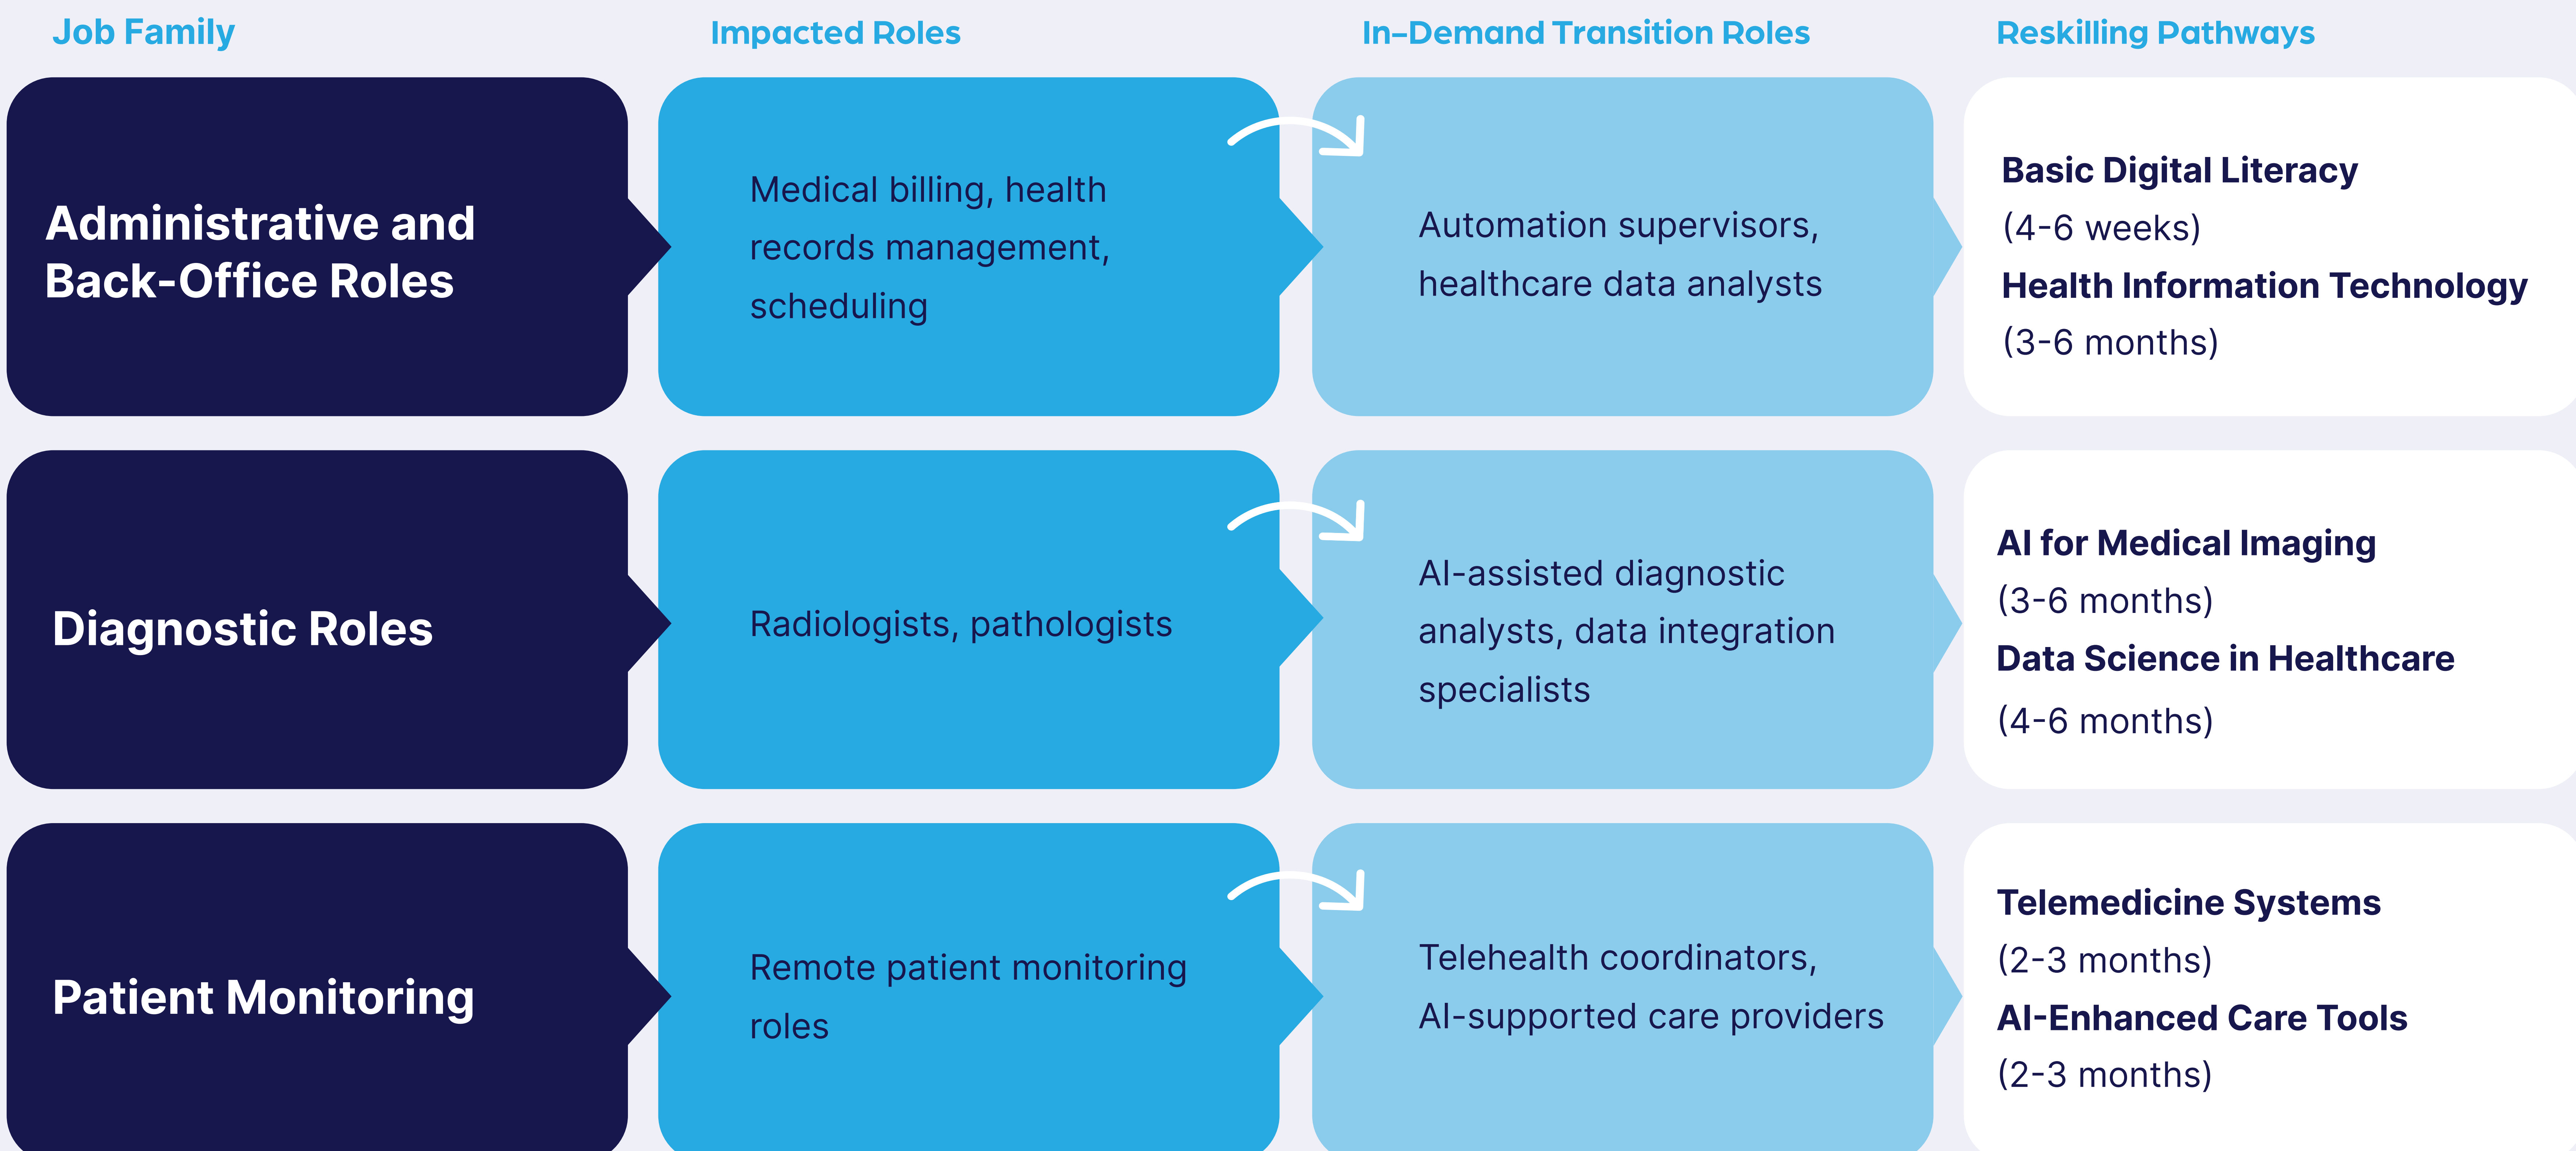 Job Family
Impacted Roles
In-Demand Transition Roles
Reskilling Pathways
Administrative and
Back-Office Roles
Medical billing, health
records management,
scheduling
Automation supervisors,
healthcare data analysts
Basic Digital Literacy
(4-6 weeks)
Health Information Technology
(3-6 months)
Diagnostic Roles
Radiologists, pathologists
AI-assisted diagnostic
analysts, data integration
specialists
AI for Medical Imaging
(3-6 months)
Data Science in Healthcare
(4-6 months)
Patient Monitoring
Remote patient monitoring
roles
Telehealth coordinators,
AI-supported care providers
Telemedicine Systems
(2-3 months)
AI-Enhanced Care Tools
(2-3 months)